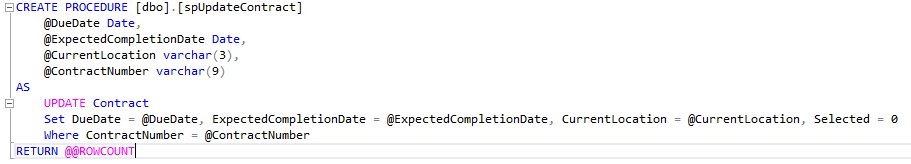 CREATE PROCEDURE [dbo].[spUpdateContract]
@DueDate Date,
@ExpectedCompletionDate Date,
@CurrentLocation varchar(3),
@ContractNumber varchar(9)
AS
UPDATE Contract
Set DueDate = @DueDate, ExpectedCompletionDate = @ExpectedCompletionDate, CurrentLocation = @CurrentLocation, Selected = 0
Where ContractNumber = @ContractNumber
RETURN @@ROWCOUNT